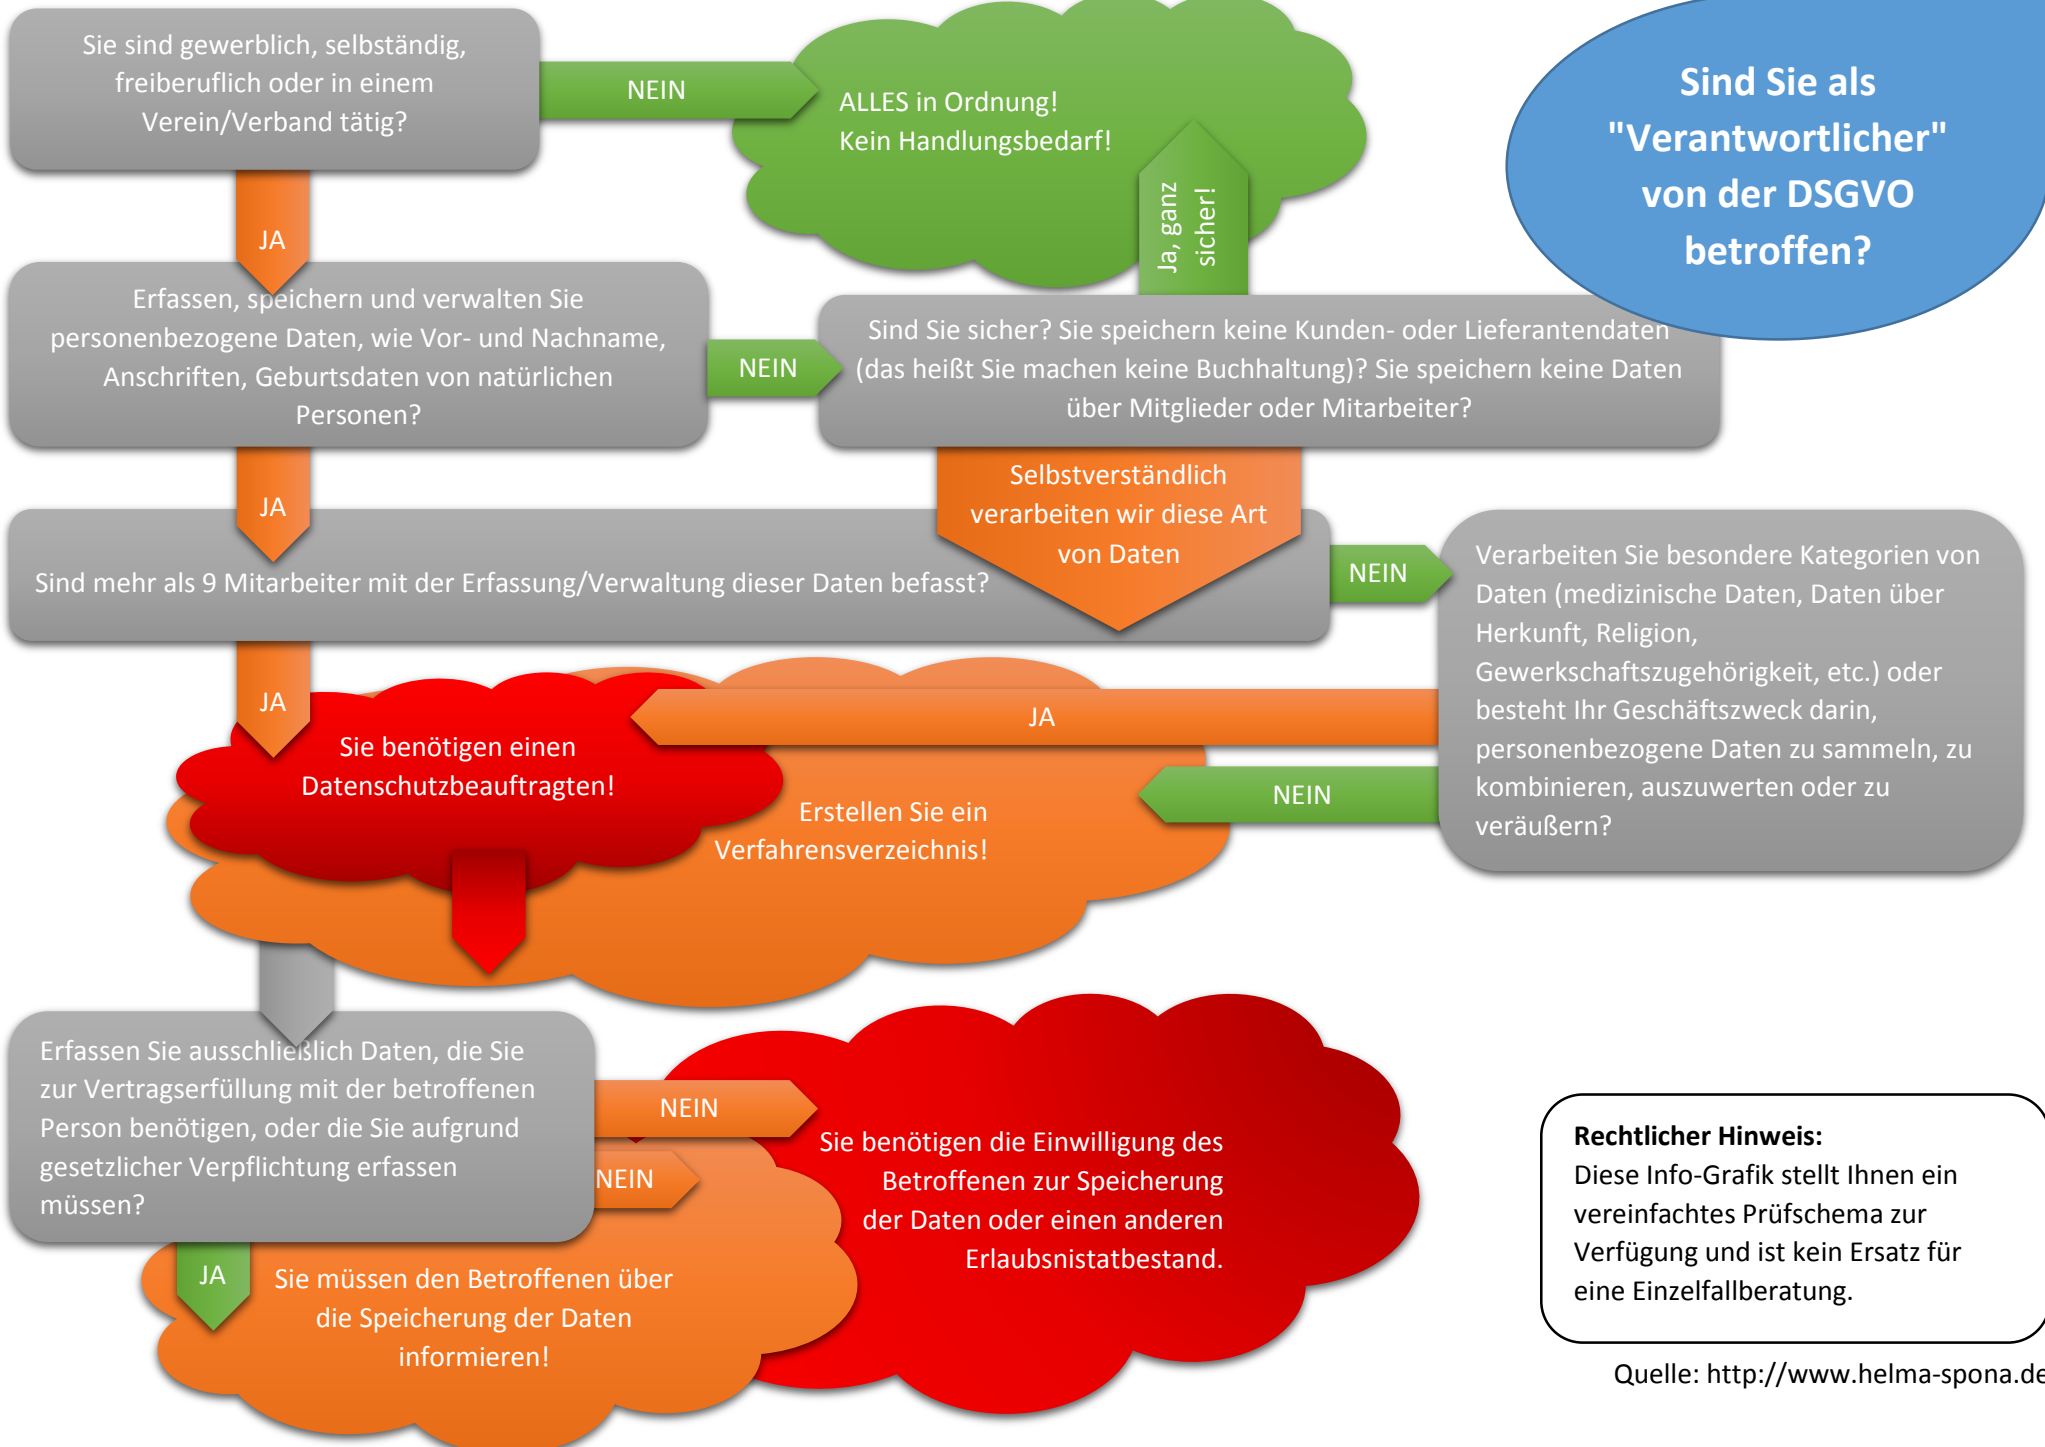 Sie sind gewerblich, selbständig,
freiberuflich oder in einem
Verein/Verband tätig?
NEIN
ALLES in Ordnung!
Kein Handlungsbedarf!
Sind Sie als
"Verantwortlicher"
von der DSGVO
betroffen?
JA
Ja, ganz
sicher!
Erfassen, speichern und verwalten Sie
personenbezogene Daten, wie Vor- und Nachname,
Anschriften, Geburtsdaten von natürlichen
Personen?
NEIN
Sind Sie sicher? Sie speichern keine Kunden- oder Lieferantendaten
(das heißt Sie machen keine Buchhaltung)? Sie speichern keine Daten
über Mitglieder oder Mitarbeiter?
JA
Selbstverständlich
verarbeiten wir diese Art
von Daten
Sind mehr als 9 Mitarbeiter mit der Erfassung/Verwaltung dieser Daten befasst?
NEIN
Verarbeiten Sie besondere Kategorien von
Daten (medizinische Daten, Daten über
Herkunft, Religion,
Gewerkschaftszugehörigkeit, etc.) oder
besteht Ihr Geschäftszweck darin,
personenbezogene Daten zu sammeln, zu
kombinieren, auszuwerten oder zu
veräußern?
JA
JA
Sie benötigen einen
Datenschutzbeauftragten!
NEIN
Erstellen Sie ein
Verfahrensverzeichnis!
Erfassen Sie ausschließlich Daten, die Sie
zur Vertragserfüllung mit der betroffenen
Person benötigen, oder die Sie aufgrund
gesetzlicher Verpflichtung erfassen
müssen?
NEIN
NEIN
Sie benötigen die Einwilligung des
Betroffenen zur Speicherung
der Daten oder einen anderen
Erlaubsnistatbestand.
JA
Sie müssen den Betroffenen über
die Speicherung der Daten
informieren!
Rechtlicher Hinweis:
Diese Info-Grafik stellt Ihnen ein
vereinfachtes Prüfschema zur
Verfügung und ist kein Ersatz für
eine Einzelfallberatung.
Quelle: http://www.helma-spona.de